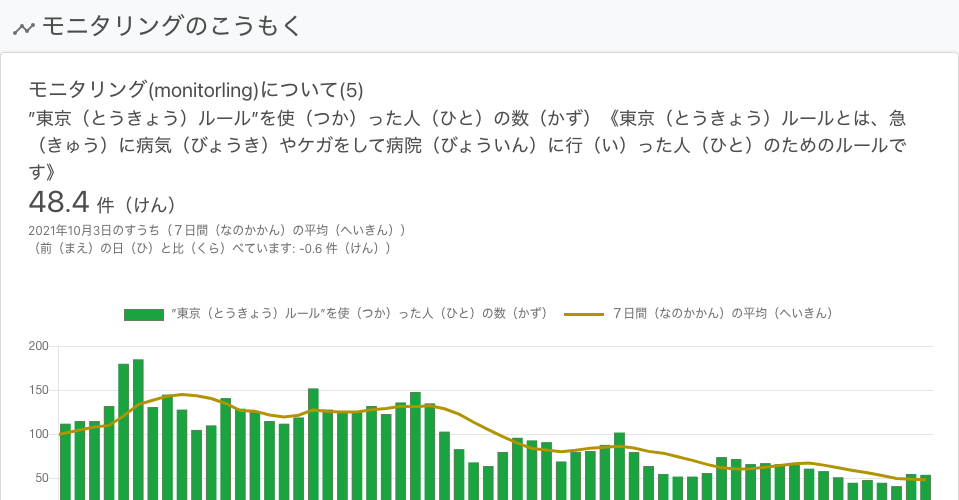 モニタリングのこうもく
モニタリング(monitorling)について(5)
”東京（とうきょう）ルール”を使（つか）った人（ひと）の数（かず）《東京（とうきょう）ルールとは、急
（きゅう）に病気（びょうき）やケガをして病院（びょういん）に行（い）った人（ひと）のためのルールで
す》
48.4 件（けん）
2021年10月3日のすうち（７日間（なのかかん）の平均（へいきん））
（前（まえ）の日（ひ）と比（くら）べています: -0.6 件（けん））
”東京（とうきょう）ルール”を使（つか）った人（ひと）の数（かず） ７日間（なのかかん）の平均（へいきん）
200
150
100
50